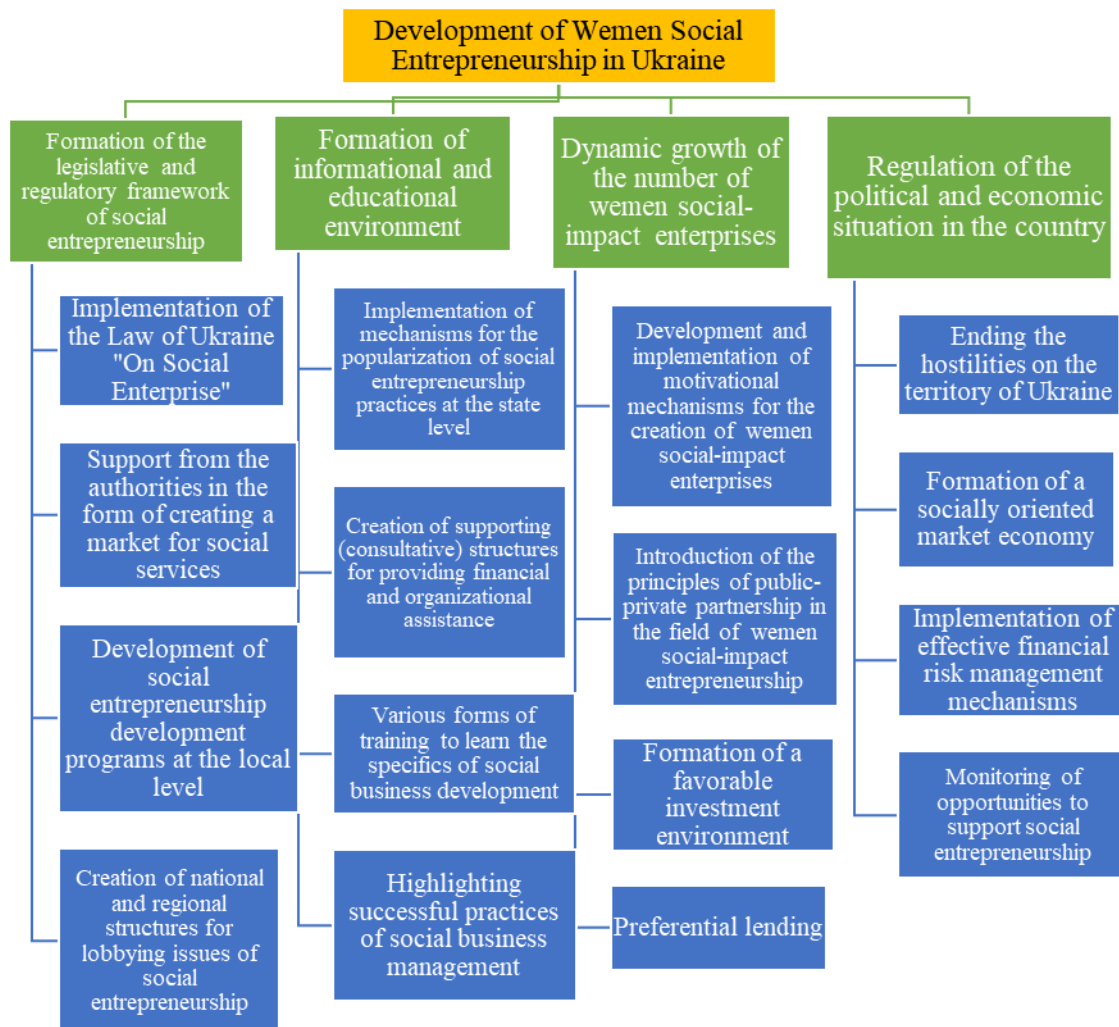 Development of Wemen Social
Entrepreneurship in Ukraine
Formation of the
legislative and
regulatory framework
of social
entrepreneurship
Implementation of
the Law of Ukraine
"On Social
Enterprise"
Support from the
authorities in the
form of creating a
market for social
services
Development of
social
entrepreneurship
development
programs at the local
level
Creation of national
and regional
structures for
lobbying issues of
social
entrepreneurship
Formation of
informational and
educational
environment
Implementation of
mechanisms for the
popularization of social
entrepreneurship
practices at the state
level
Creation of supporting
(consultative) structures
for providing financial
and organizational
assistance
Various forms of
training to learn the
specifics of social
business development
Highlighting
successful practices
of social business
management
Dynamic growth of
the number of
wemen social-
impact enterprises
Development and
implementation of
motivational
mechanisms for the
creation of wemen
social-impact
enterprises
Introduction of the
principles of public-
private partnership in
the field of wemen
social-impact
entrepreneurship
Formation of a
favorable
investment
environment
Preferential lending
Regulation of the
political and economic
situation in the country
Ending the
hostilities on the
territory of Ukraine
Formation of a
socially oriented
market economy
Implementation of
effective financial
risk management
mechanisms
Monitoring of
opportunities to
support social
entrepreneurship